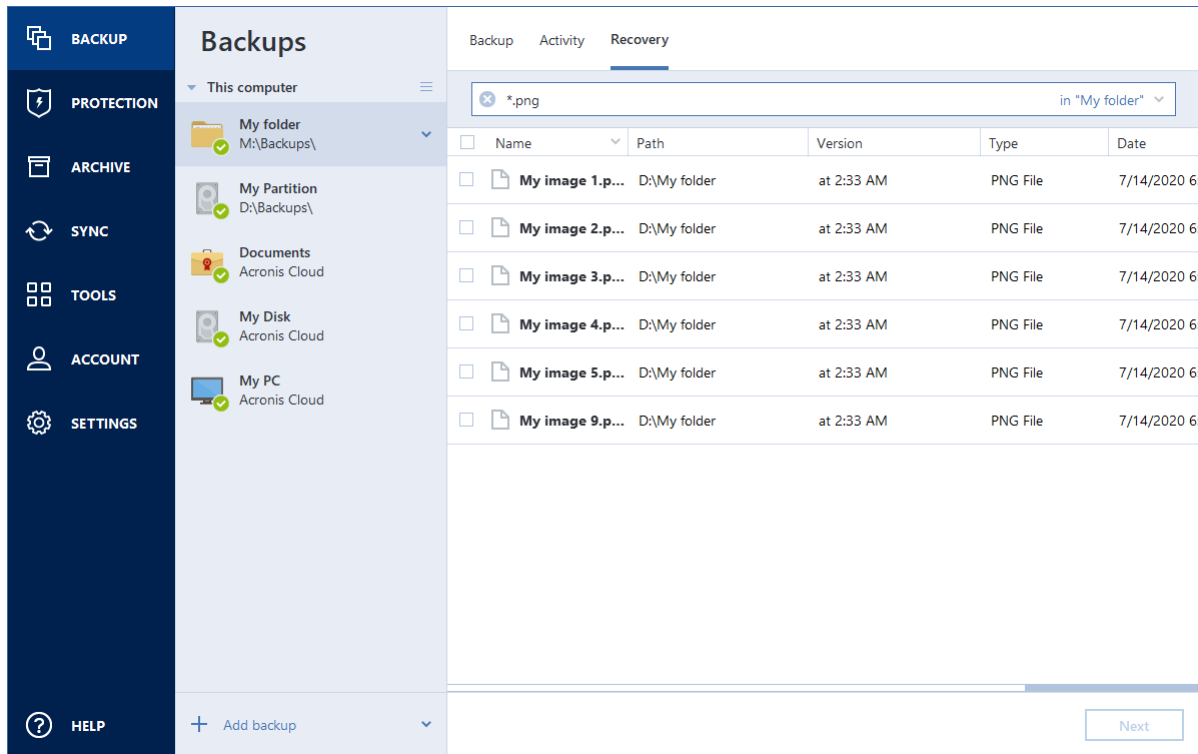 BACKUP
PROTECTION
ARCHIVE
SYNC
TOOLS
ACCOUNT
SETTINGS
HELP
Backups
This computer
My folder
M:\Backups\
My Partition
D:\Backups\
Documents
Acronis Cloud
My Disk
Acronis Cloud
My PC
Acronis Cloud
Add backup
Backup Activity Recovery
*.png in "My folder"
Name Path Version Type Date
My image 1.p... D:\My folder at 2:33 AM PNG File 7/14/2020 6
My image 2.p... D:\My folder at 2:33 AM PNG File 7/14/2020 6
My image 3.p... D:\My folder at 2:33 AM PNG File 7/14/2020 6
My image 4.p... D:\My folder at 2:33 AM PNG File 7/14/2020 6
My image 5.p... D:\My folder at 2:33 AM PNG File 7/14/2020 6
My image 9.p... D:\My folder at 2:33 AM PNG File 7/14/2020 6
Next